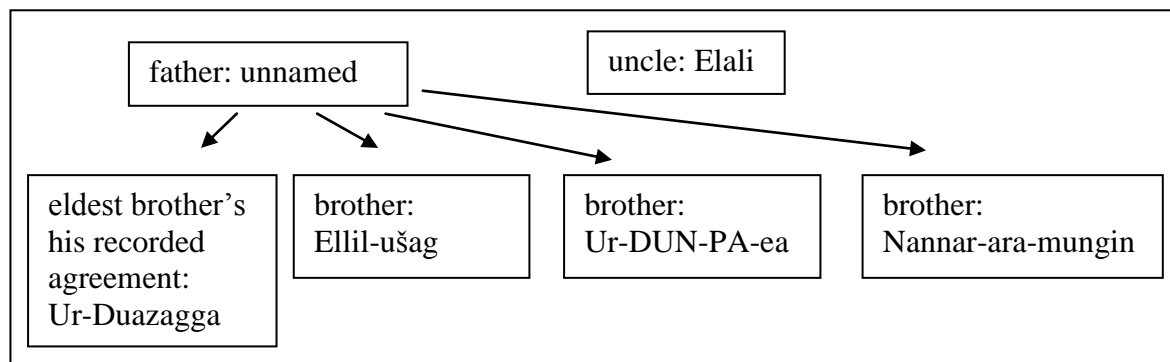 father: unnamed
uncle: Elali
eldest brother’s
his recorded
agreement:
Ur-Duazagga
brother:
Ellil-ušag
brother:
Ur-DUN-PA-ea
brother:
Nannar-ara-mungin